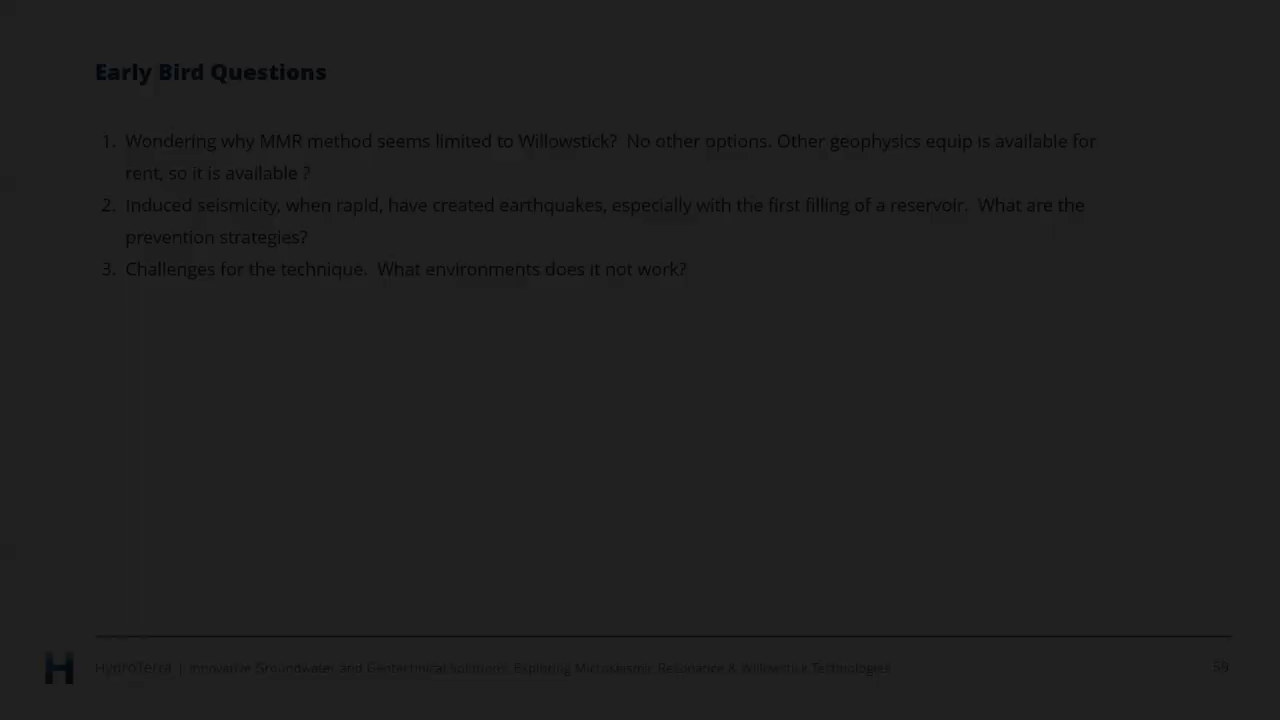 Early Bird Questions
1. Wondering why MMR method seems limited to Willowstick?  No other options. Other geophysics equip is available for
rent, so it is available ?
2. Induced seismicity, when rapid, have created earthquakes, especially with the first filling of a reservoir.  What are the
prevention strategies?
3. Challenges for the technique.  What environments does it not work?
H
HydroTerra | Innovative Groundwater and Geotechnical Solutions: Exploring Microseismic Resonance & Willowstick Technologies
59